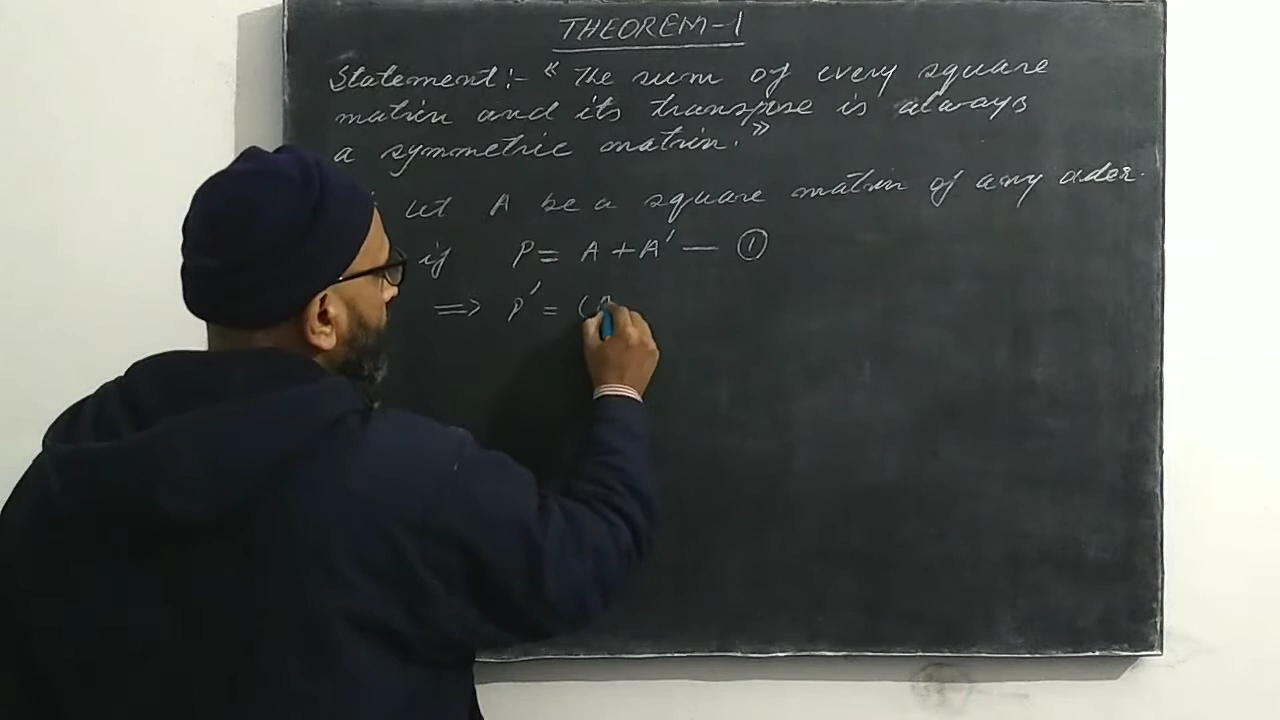 THEOREM-1
Statement:- "The sum of every square
matrix and its transpose is always
a symmetric matrix."
Let A be a square matrix of any oder.
if P = A + A' — ①
⇒ P' = (A